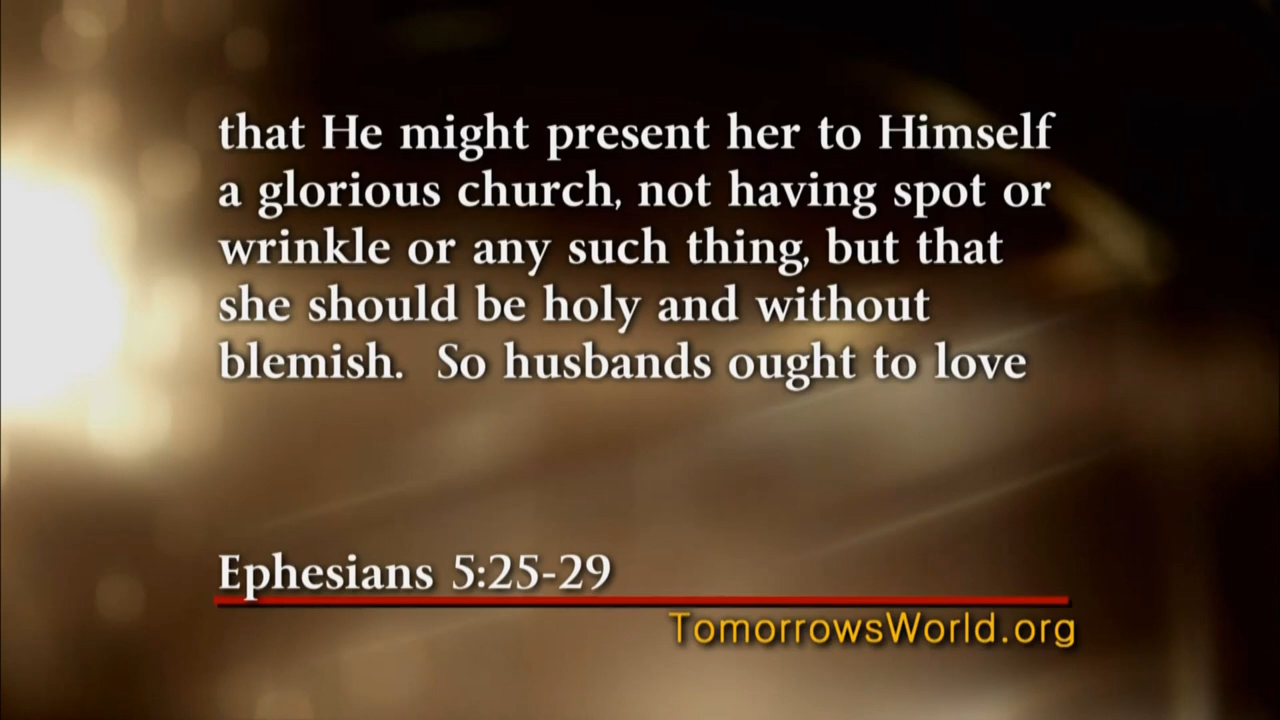 that He might present her to Himself
a glorious church, not having spot or
wrinkle or any such thing, but that
she should be holy and without
blemish.  So husbands ought to love
Ephesians 5:25-29
TomorrowsWorld.org